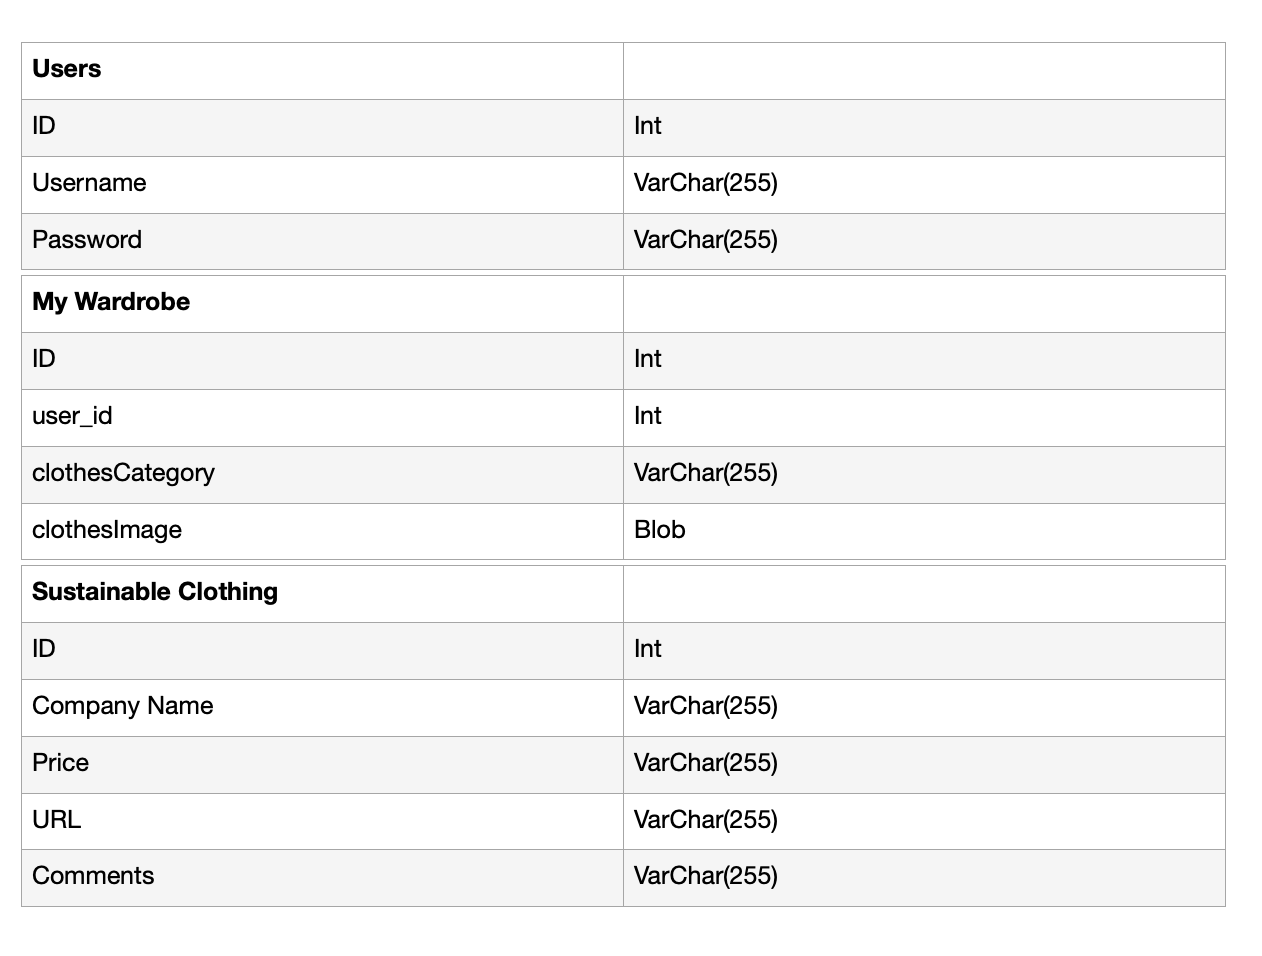 Users
ID Int
Username VarChar(255)
Password VarChar(255)
My Wardrobe
ID Int
user_id Int
clothesCategory VarChar(255)
clothesImage Blob
Sustainable Clothing
ID Int
Company Name VarChar(255)
Price VarChar(255)
URL VarChar(255)
Comments VarChar(255)